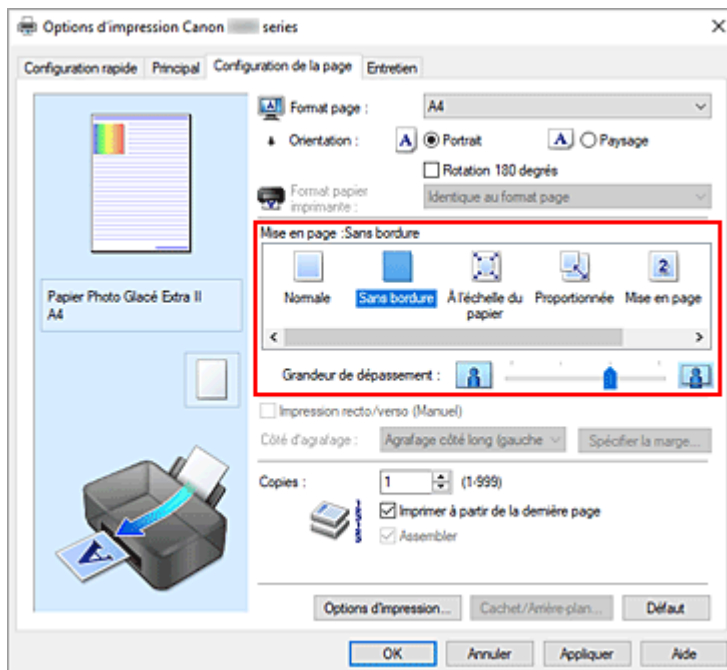 Options d'impression Canon series
Configuration rapide Principal Configuration de la page Entretien
Format page : A4
Orientation : A Portrait A Paysage
Rotation 180 degrés
Format papier imprimante : Identique au format page
Mise en page :Sans bordure
Normale Sans bordure À l'échelle du papier Proportionnée 2 Mise en page
Papier Photo Glacé Extra II
A4
Grandeur de dépassement :
Impression recto/verso (Manuel)
Côté d'agrafage : Agrafage côté long (gauche Spécifier la marge...
Copies : 1 (1-999)
Imprimer à partir de la dernière page
Assembler
A
Options d'impression... Cachet/Arrière-plan... Défaut
OK Annuler Appliquer Aide